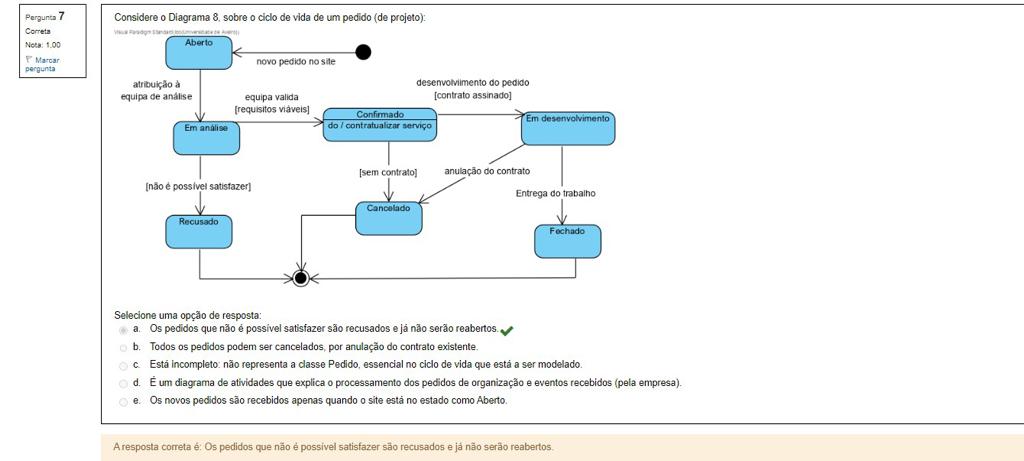 Pergunta 7
Correta
Nota: 1,00
Marcar
pergunta
Considere o Diagrama 8, sobre o ciclo de vida de um pedido (de projeto):
Visual Paradigm Standard(ico(Universidade de Aveiro))
Aberto
novo pedido no site
atribuição à
equipa de análise
equipa valida
[requisitos viáveis]
desenvolviimento do pedido
[contrato assinado]
Confirmado
do / contratualizar serviço
Em desenvolvimento
Em análise
[sem contrato]
anulação do contrato
[não é possível satisfazer]
Entrega do trabalho
Cancelado
Recusado
Fechado
Selecione uma opção de resposta:
a. Os pedidos que não é possível satisfazer são recusados e já não serão reabertos.
b. Todos os pedidos podem ser cancelados, por anulação do contrato existente.
c. Está incompleto: não representa a classe Pedido, essencial no ciclo de vida que está a ser modelado.
d. É um diagrama de atividades que explica o processamento dos pedidos de organização e eventos recebidos (pela empresa).
e. Os novos pedidos são recebidos apenas quando o site está no estado como Aberto.
A resposta correta é: Os pedidos que não é possível satisfazer são recusados e já não serão reabertos.